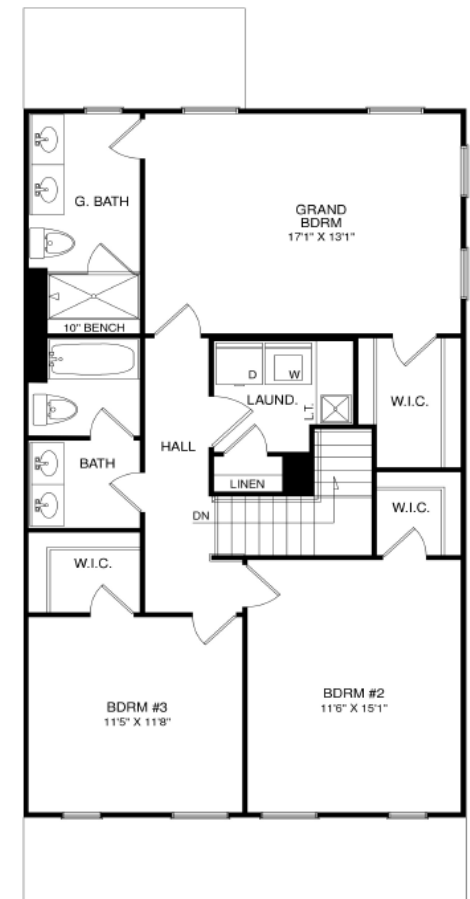 G. BATH
GRAND
BDRM
17'1" X 13'1"
10" BENCH
D
W
LAUND.
L.T.
W.I.C.
HALL
BATH
LINEN
W.I.C.
DN
W.I.C.
BDRM #3
11'5" X 11'8"
BDRM #2
11'6" X 15'1"